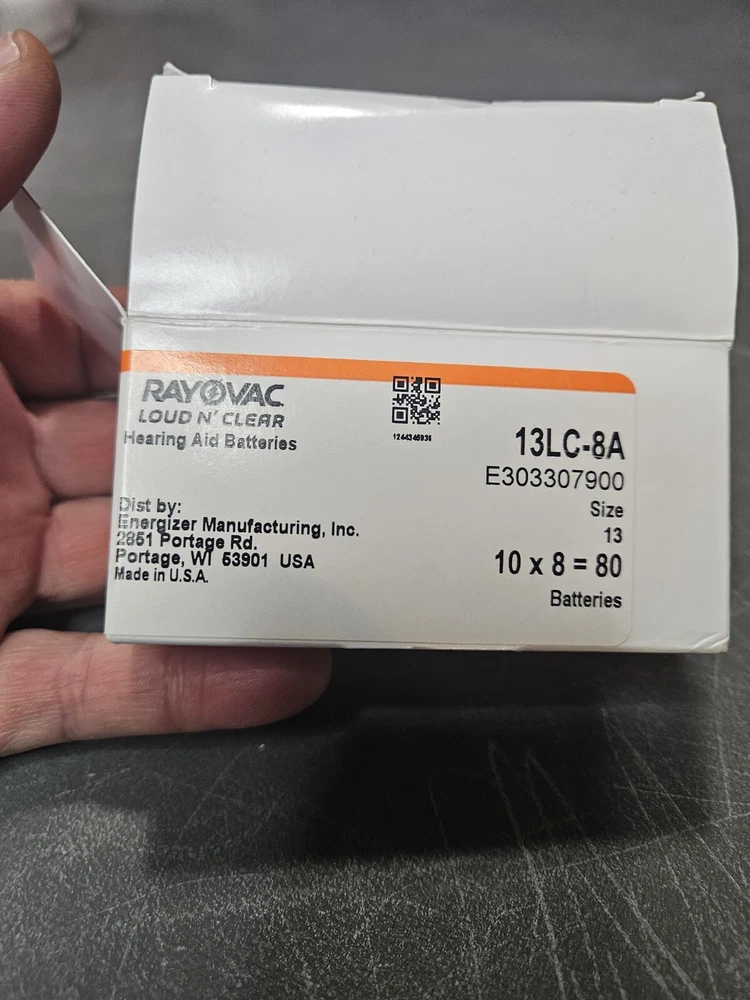 RAYOVAC
LOUD N' CLEAR
Hearing Aid Batteries
1244346936
13LC-8A
E303307900
Size
13
10 x 8 = 80
Batteries
Dist by:
Energizer Manufacturing, Inc.
2851 Portage Rd.
Portage, WI 53901 USA
Made in U.S.A.